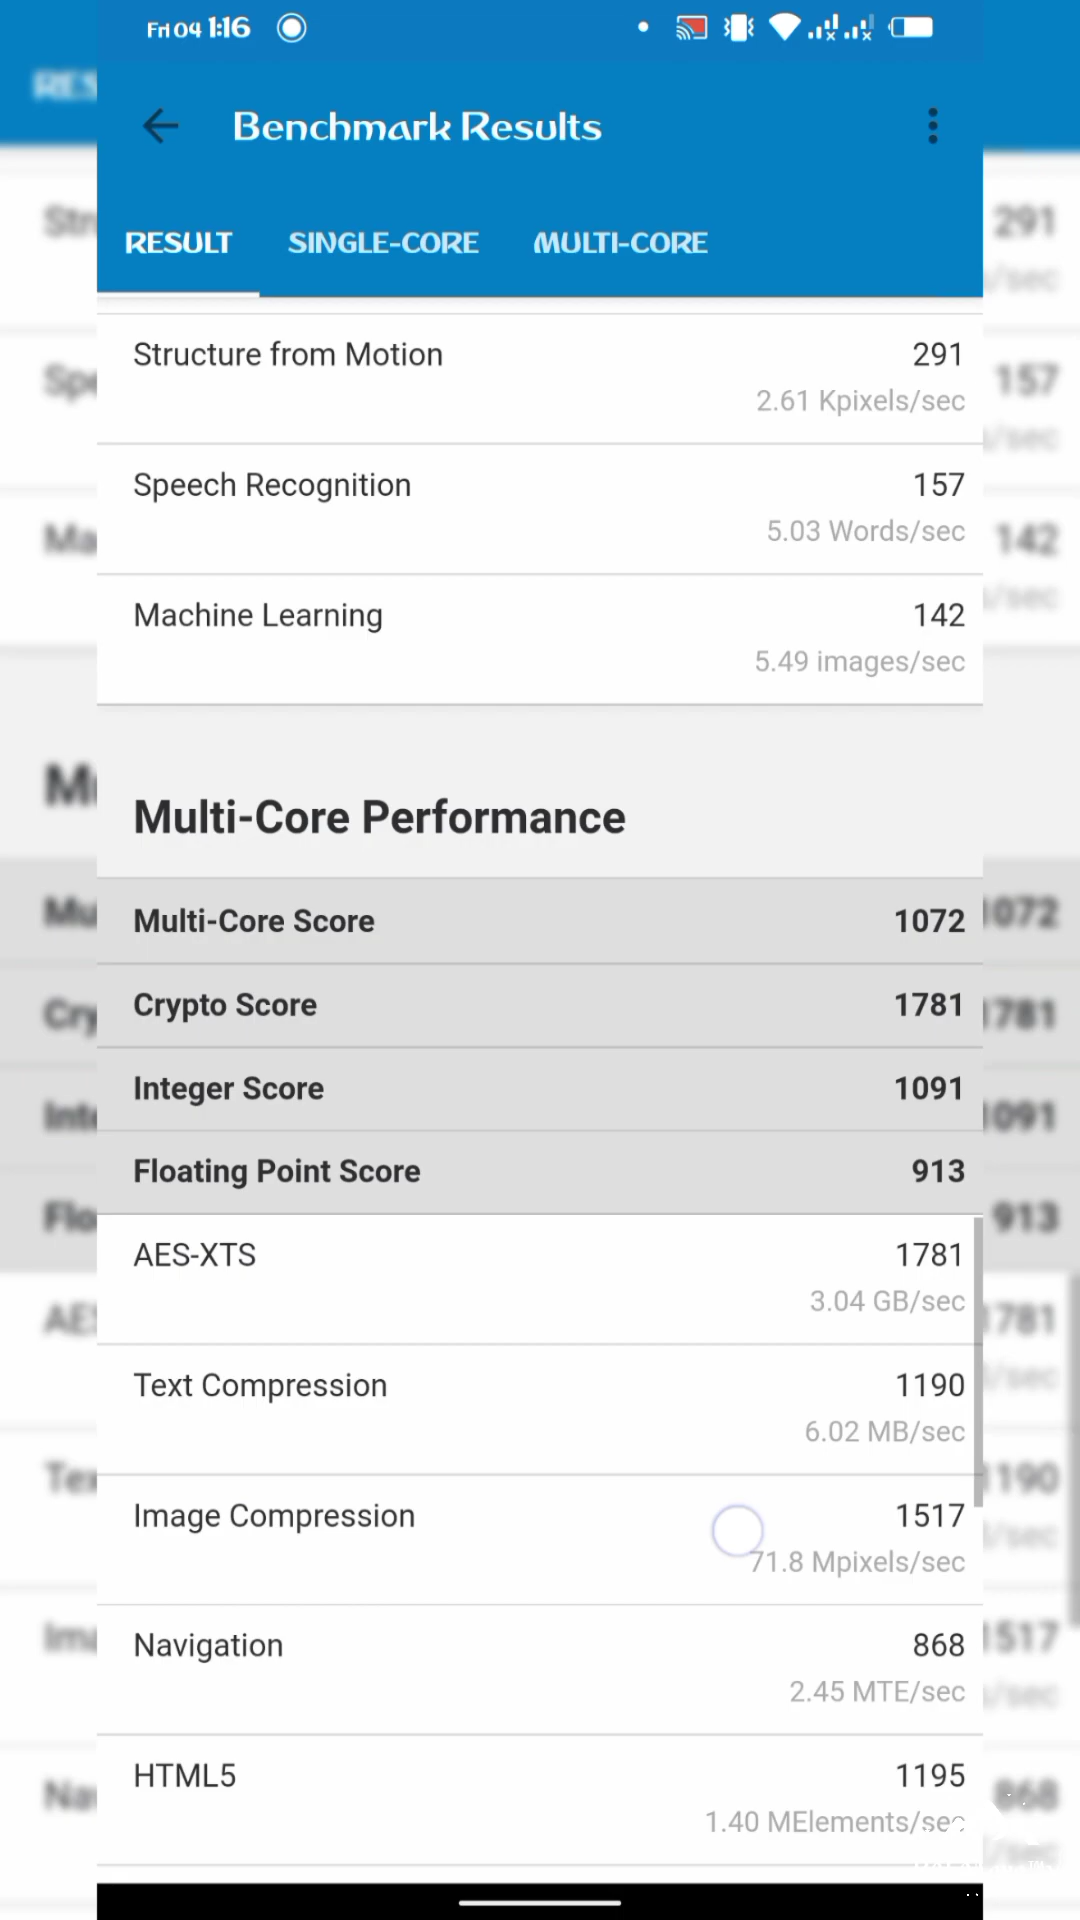 Fri 04 1:16
Benchmark Results
RESULT SINGLE-CORE MULTI-CORE
Structure from Motion 291
2.61 Kpixels/sec
Speech Recognition 157
5.03 Words/sec
Machine Learning 142
5.49 images/sec
Multi-Core Performance
Multi-Core Score 1072
Crypto Score 1781
Integer Score 1091
Floating Point Score 913
AES-XTS 1781
3.04 GB/sec
Text Compression 1190
6.02 MB/sec
Image Compression 1517
71.8 Mpixels/sec
Navigation 868
2.45 MTE/sec
HTML5 1195
1.40 MElements/sec